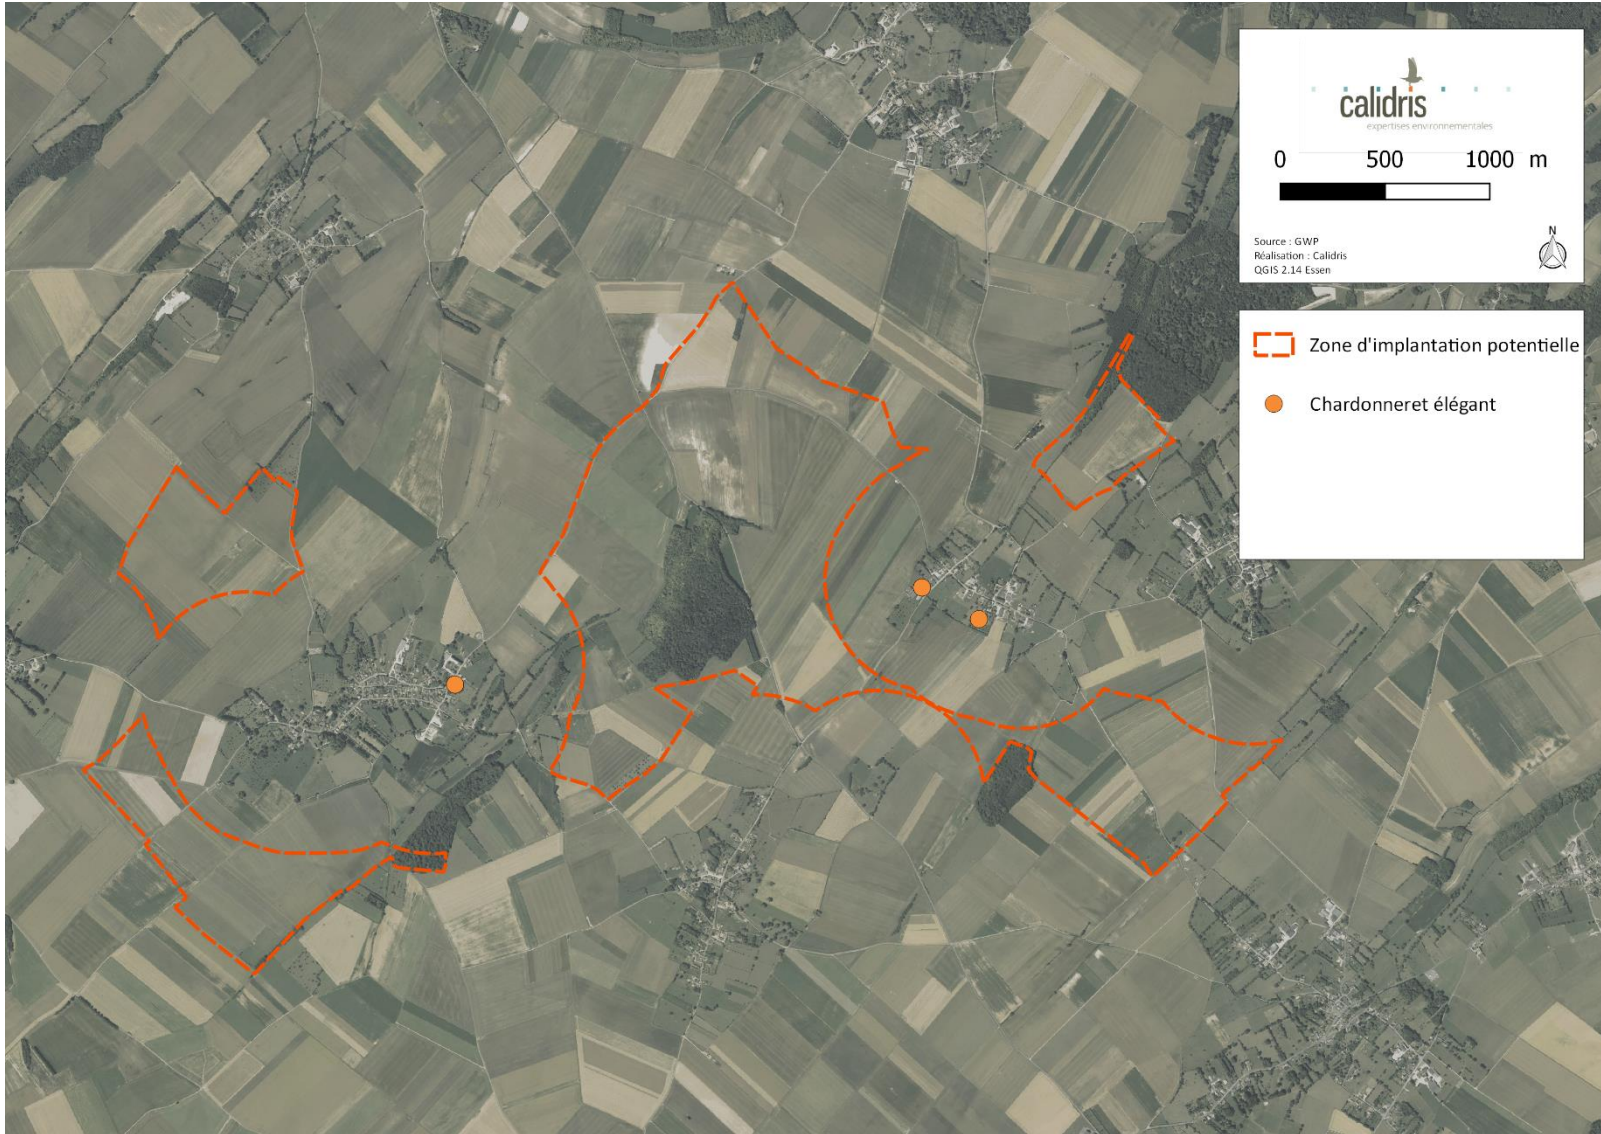 calidris
expertises environnementales
0 500 1000 m
Source : GWP
Réalisation : Calidris
QGIS 2.14 Essen
N
Zone d'implantation potentielle
Chardonneret élégant